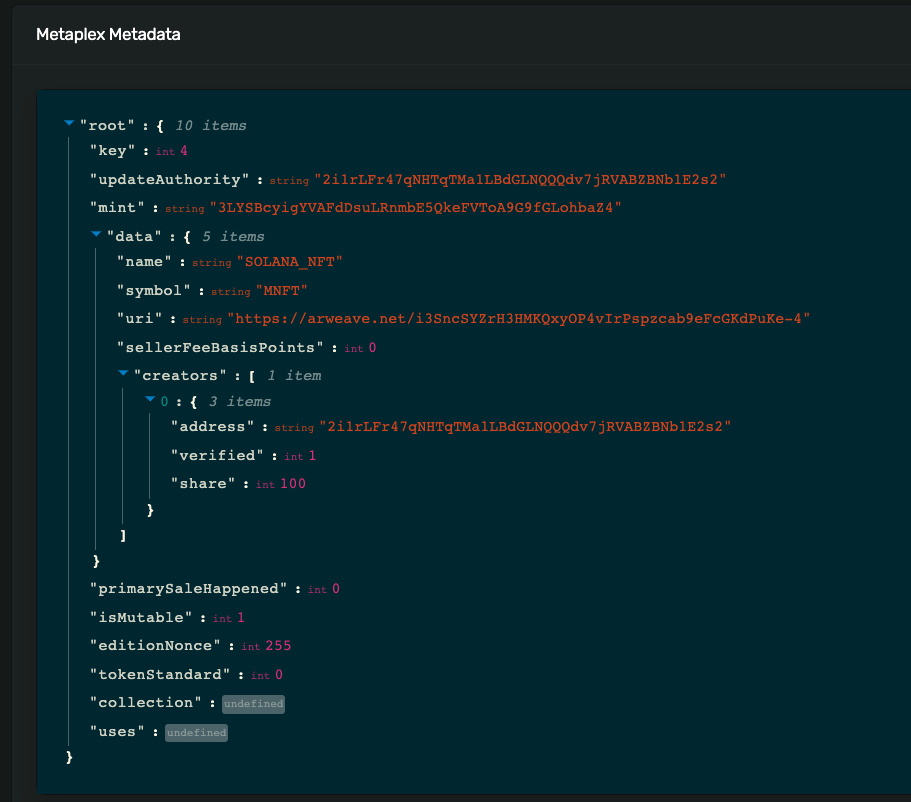 Metaplex Metadata
"root" : { 10 items
"key" : int 4
"updateAuthority" : string "2i1rLFr47qNHTqTMa1LBdGLNQQQdv7jRVABZBNb1E2s2"
"mint" : string "3LYSBcyigYVAFdDsuLRnmbE5QkeFVToA9G9fGLohbaZ4"
"data" : { 5 items
"name" : string "SOLANA_NFT"
"symbol" : string "MNFT"
"uri" : string "https://arweave.net/i3SncSYZrH3HMKQxyOP4vIrPspzcab9eFcGKdPuKe-4"
"sellerFeeBasisPoints" : int 0
"creators" : [ 1 item
0 : { 3 items
"address" : string "2i1rLFr47qNHTqTMa1LBdGLNQQQdv7jRVABZBNb1E2s2"
"verified" : int 1
"share" : int 100
}
]
}
"primarySaleHappened" : int 0
"isMutable" : int 1
"editionNonce" : int 255
"tokenStandard" : int 0
"collection" : undefined
"uses" : undefined
}